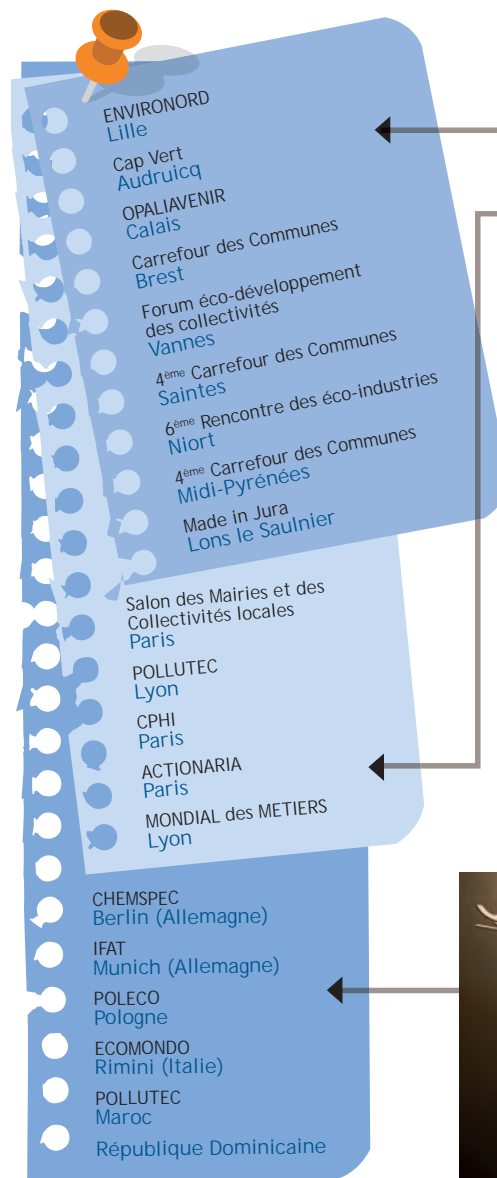 ENVIRONORD
Lille
Cap Vert
Audruicq
OPALIAVENIR
Calais
Carrefour des Communes
Brest
Forum éco-développement
des collectivités
Vannes
4ème Carrefour des Communes
Saintes
6ème Rencontre des éco-industries
Niort
4ème Carrefour des Communes
Midi-Pyrénées
Made in Jura
Lons le Saulnier
Salon des Mairies et des
Collectivités locales
Paris
POLLUTEC
Lyon
CPHI
Paris
ACTIONARIA
Paris
MONDIAL des METIERS
Lyon
CHEMSPEC
Berlin (Allemagne)
IFAT
Munich (Allemagne)
POLECO
Pologne
ECOMONDO
Rimini (Italie)
POLLUTEC
Maroc
République Dominicaine